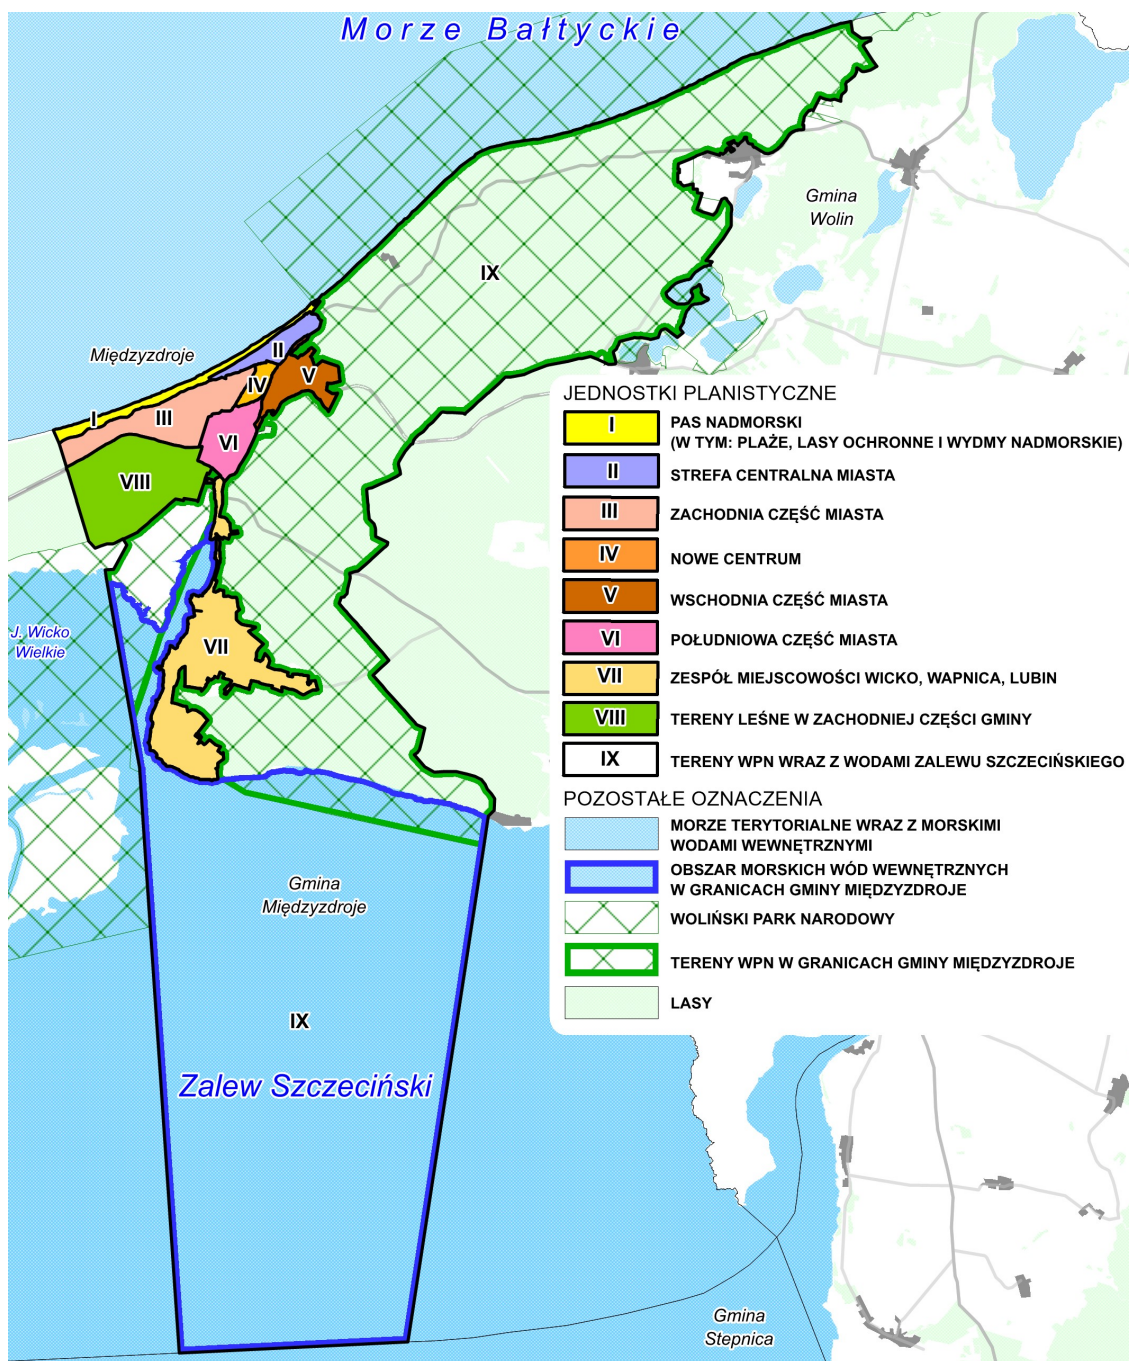 Morze Bałtyckie
Gmina
Wolin
IX
Międzyzdroje
II
V
IV
I
III
VI
VIII
J. Wicko
Wielkie
VII
Gmina
Międzyzdroje
IX
Zalew Szczeciński
Gmina
Stepnica
JEDNOSTKI PLANISTYCZNE
I PAS NADMORSKI
(W TYM: PLAŻE, LASY OCHRONNE I WYDMY NADMORSKIE)
II STREFA CENTRALNA MIASTA
III ZACHODNIA CZĘŚĆ MIASTA
IV NOWE CENTRUM
V WSCHODNIA CZĘŚĆ MIASTA
VI POŁUDNIOWA CZĘŚĆ MIASTA
VII ZESPÓŁ MIEJSCOWOŚCI WICKO, WAPNICA, LUBIN
VIII TERENY LEŚNE W ZACHODNIEJ CZĘŚCI GMINY
IX TERENY WPN WRAZ Z WODAMI ZALEWU SZCZECIŃSKIEGO
POZOSTAŁE OZNACZENIA
MORZE TERYTORIALNE WRAZ Z MORSKIMI
WODAMI WEWNĘTRZNYMI
OBSZAR MORSKICH WÓD WEWNĘTRZNYCH
W GRANICACH GMINY MIĘDZYZDROJE
WOLIŃSKI PARK NARODOWY
TERENY WPN W GRANICACH GMINY MIĘDZYZDROJE
LASY